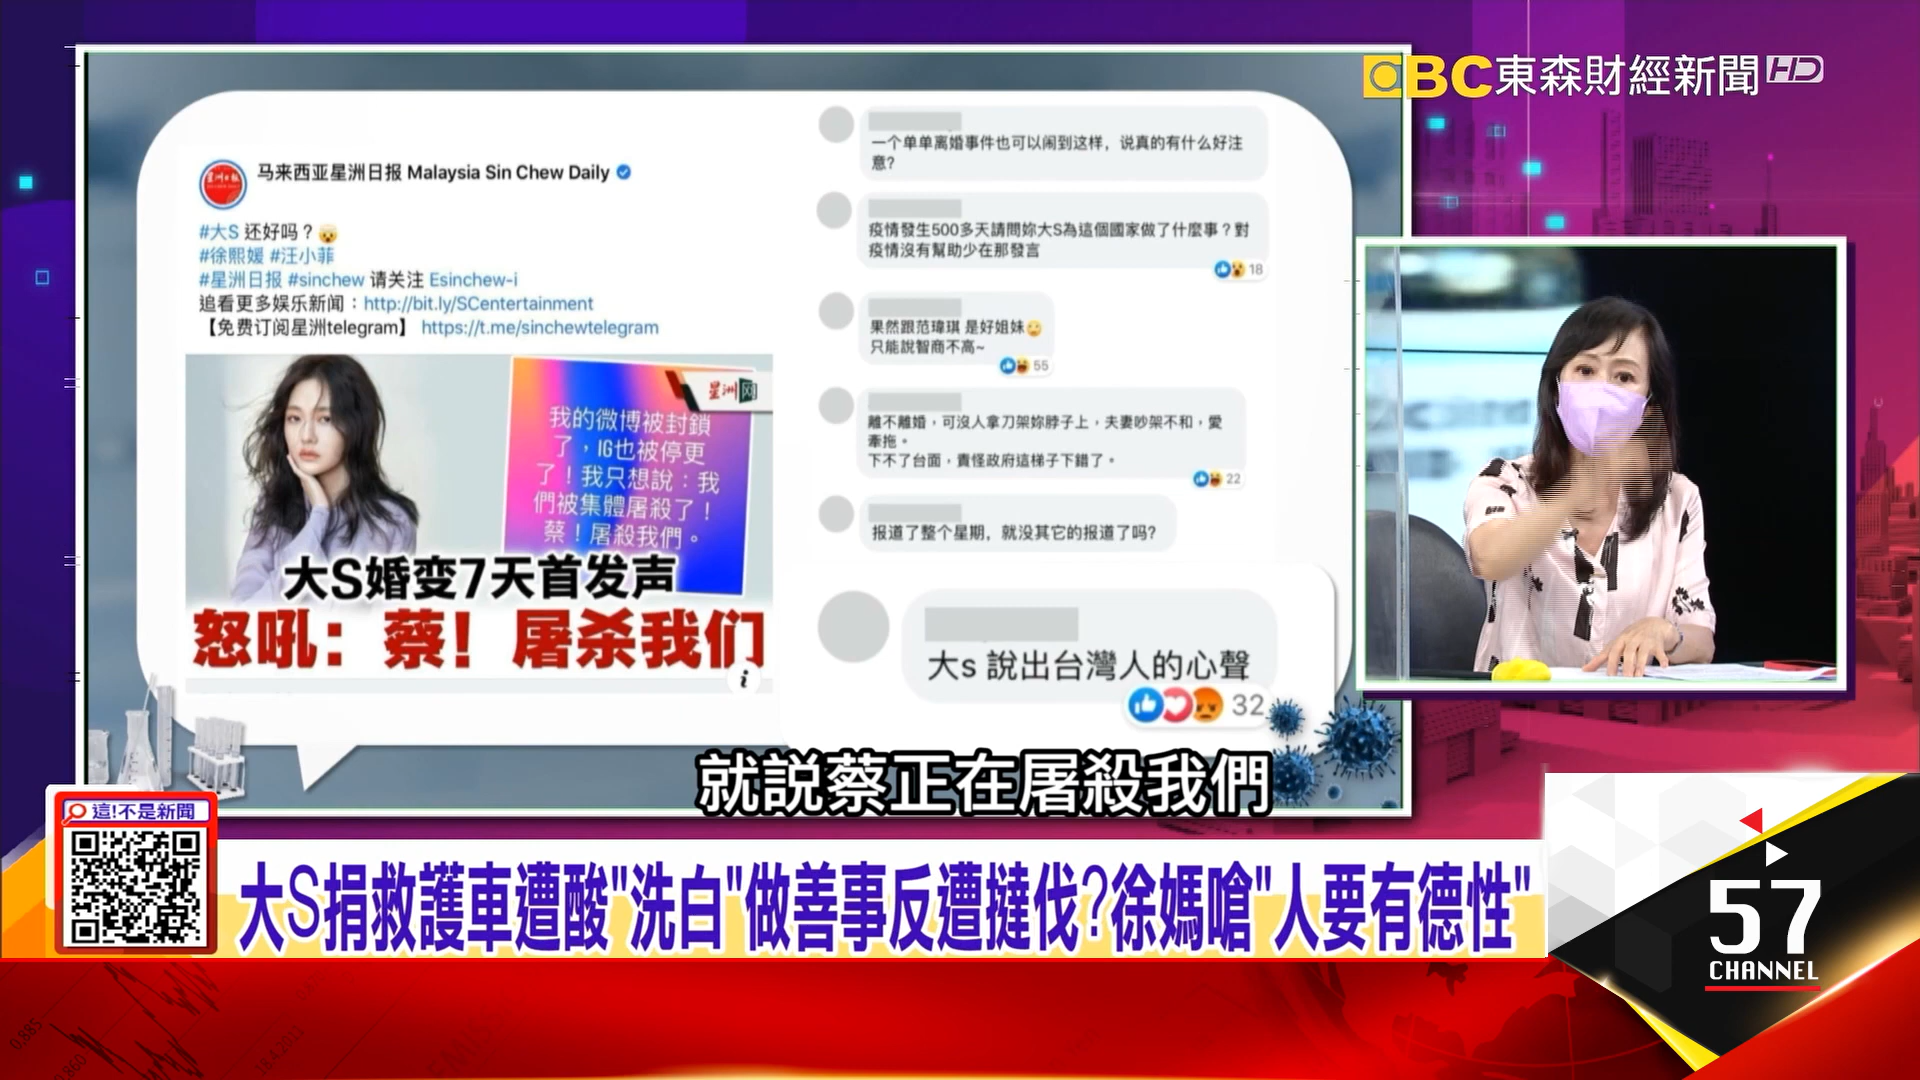 EBC東森財經新聞HD
马来西亚星洲日报 Malaysia Sin Chew Daily
#大S 还好吗？
#徐熙媛 #汪小菲
#星洲日报 #sinchew 请关注 Esinchew-i
追看更多娱乐新闻：http://bit.ly/SCentertainment
【免费订阅星洲telegram】 https://t.me/sinchewtelegram
星洲网
我的微博被封鎖
了，IG也被停更
了！我只想說：我
們被集體屠殺了！
蔡！屠殺我們。
大S婚变7天首发声
怒吼：蔡！屠杀我们
i
一个单单离婚事件也可以闹到这样，说真的有什么好注
意?
疫情發生500多天請問妳大S為這個國家做了什麼事？對
疫情沒有幫助少在那發言
18
果然跟范瑋琪 是好姐妹
只能說智商不高~
55
離不離婚，可沒人拿刀架妳脖子上，夫妻吵架不和，愛
牽拖。
下不了台面，責怪政府這梯子下錯了。
22
报道了整个星期，就没其它的报道了吗?
大s 說出台灣人的心聲
32
就説蔡正在屠殺我們
這!不是新聞
大S捐救護車遭酸"洗白"做善事反遭撻伐?徐媽嗆"人要有德性"
57
CHANNEL